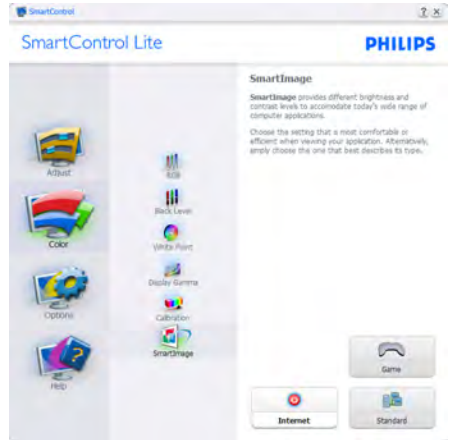 SmartControl
? x
SmartControl Lite
PHILIPS
SmartImage
SmartImage provides different brightness and
contrast levels to accomodate today's wide range of
computer applications.
Choose the setting that is most comfortable or
efficient when viewing your application. Alternatively,
simply choose the one that best describes its type.
Adjust
Color
Options
Help
RGB
Black Level
White Point
Display Gamma
Calibration
SmartImage
Game
Internet
Standard